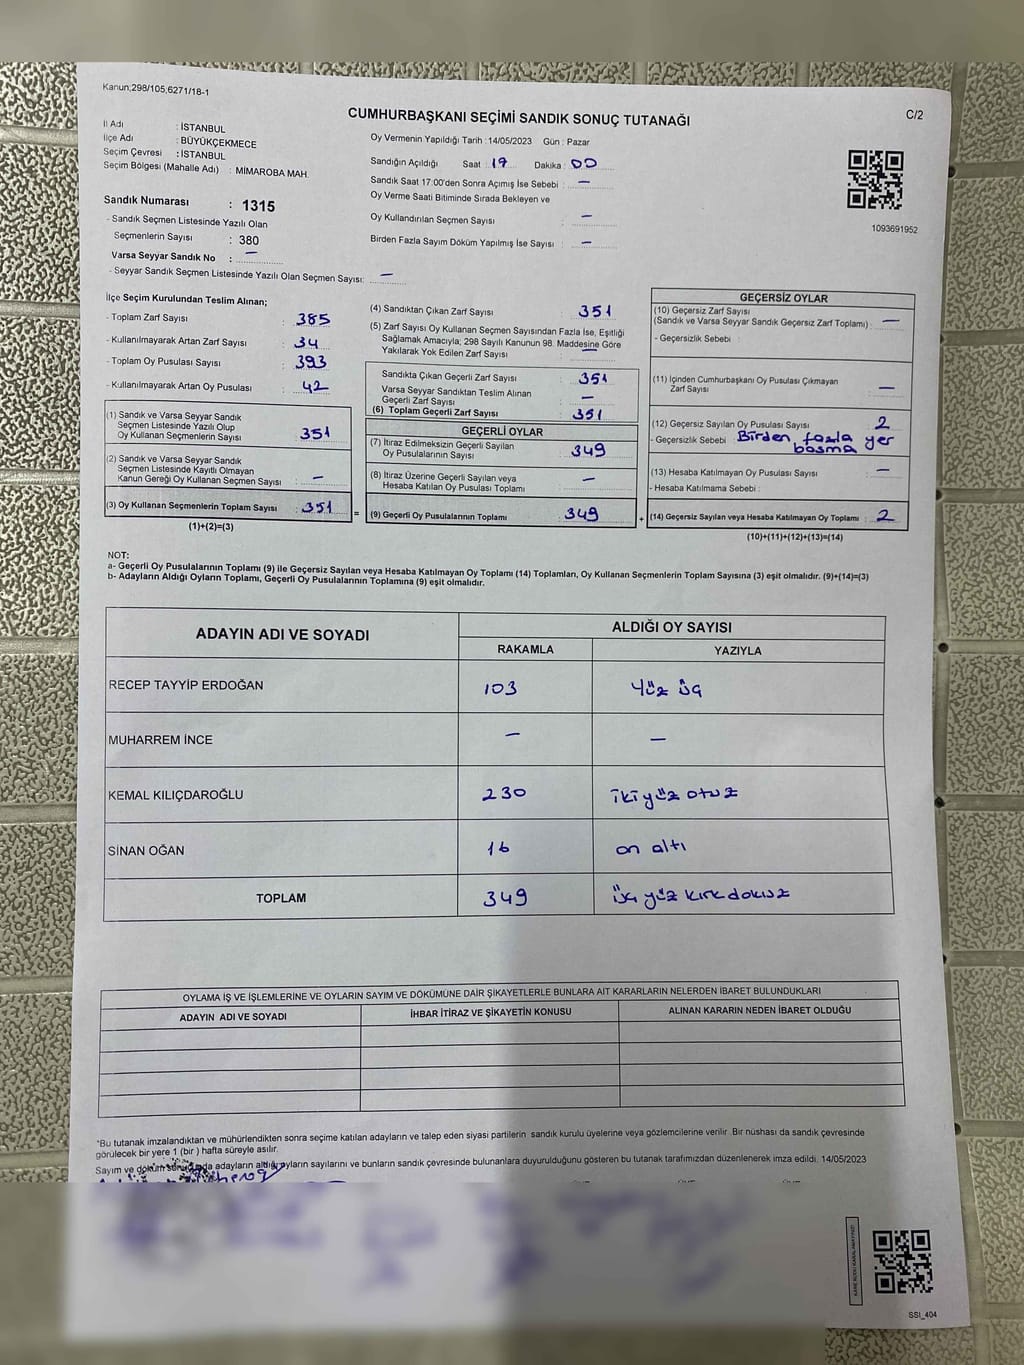 Kanun,298/105,6271/18-1
C/2
CUMHURBAŞKANI SEÇİMİ SANDIK SONUÇ TUTANAĞI
İl Adı : İSTANBUL
İlçe Adı : BÜYÜKÇEKMECE
Seçim Çevresi : İSTANBUL
Seçim Bölgesi (Mahalle Adı) : MİMAROBA MAH.
Oy Vermenin Yapıldığı Tarih : 14/05/2023 Gün : Pazar
Sandığın Açıldığı Saat : 17 Dakika : 00
Sandık Saat 17:00'den Sonra Açımış İse Sebebi : —
Oy Verme Saati Bitiminde Sırada Bekleyen ve
Oy Kullandırılan Seçmen Sayısı : —
Birden Fazla Sayım Döküm Yapılmış İse Sayısı : —
1093691952
Sandık Numarası : 1315
- Sandık Seçmen Listesinde Yazılı Olan
Seçmenlerin Sayısı : 380
Varsa Seyyar Sandık No : —
- Seyyar Sandık Seçmen Listesinde Yazılı Olan Seçmen Sayısı: —
İlçe Seçim Kurulundan Teslim Alınan;
- Toplam Zarf Sayısı : 385
- Kullanılmayarak Artan Zarf Sayısı : 34
- Toplam Oy Pusulası Sayısı : 393
- Kullanılmayarak Artan Oy Pusulası : 42
(1) Sandık ve Varsa Seyyar Sandık
Seçmen Listesinde Yazılı Olup
Oy Kullanan Seçmenlerin Sayısı : 351
(2) Sandık ve Varsa Seyyar Sandık
Seçmen Listesinde Kayıtlı Olmayan
Kanun Gereği Oy Kullanan Seçmen Sayısı : —
(3) Oy Kullanan Seçmenlerin Toplam Sayısı : 351
(1)+(2)=(3)
=
(4) Sandıktan Çıkan Zarf Sayısı : 351
(5) Zarf Sayısı Oy Kullanan Seçmen Sayısından Fazla İse, Eşitliği
Sağlamak Amacıyla; 298 Sayılı Kanunun 98. Maddesine Göre
Yakılarak Yok Edilen Zarf Sayısı : —
Sandıkta Çıkan Geçerli Zarf Sayısı : 351
Varsa Seyyar Sandıktan Teslim Alınan
Geçerli Zarf Sayısı : —
(6) Toplam Geçerli Zarf Sayısı : 351
GEÇERLİ OYLAR
(7) İtiraz Edilmeksizin Geçerli Sayılan
Oy Pusulalarının Sayısı : 349
(8) İtiraz Üzerine Geçerli Sayılan veya
Hesaba Katılan Oy Pusulası Toplamı : —
(9) Geçerli Oy Pusulalarının Toplamı : 349
+
GEÇERSİZ OYLAR
(10) Geçersiz Zarf Sayısı
(Sandık ve Varsa Seyyar Sandık Geçersiz Zarf Toplamı) : —
- Geçersizlik Sebebi :
(11) İçinden Cumhurbaşkanı Oy Pusulası Çıkmayan
Zarf Sayısı : —
(12) Geçersiz Sayılan Oy Pusulası Sayısı : 2
- Geçersizlik Sebebi : Birden fazla yer
basma
(13) Hesaba Katılmayan Oy Pusulası Sayısı : —
- Hesaba Katılmama Sebebi :
(14) Geçersiz Sayılan veya Hesaba Katılmayan Oy Toplamı : 2
(10)+(11)+(12)+(13)=(14)
NOT:
a- Geçerli Oy Pusulalarının Toplamı (9) ile Geçersiz Sayılan veya Hesaba Katılmayan Oy Toplamı (14) Toplamları, Oy Kullanan Seçmenlerin Toplam Sayısına (3) eşit olmalıdır. (9)+(14)=(3)
b- Adayların Aldığı Oyların Toplamı, Geçerli Oy Pusulalarının Toplamına (9) eşit olmalıdır.
ADAYIN ADI VE SOYADI ALDIĞI OY SAYISI
RAKAMLA YAZIYLA
RECEP TAYYİP ERDOĞAN 103 Yüz üç
MUHARREM İNCE — —
KEMAL KILIÇDAROĞLU 230 ikiyüz otuz
SİNAN OĞAN 16 on altı
TOPLAM 349 üç yüz kırkdokuz
OYLAMA İŞ VE İŞLEMLERİNE VE OYLARIN SAYIM VE DÖKÜMÜNE DAİR ŞİKAYETLERLE BUNLARA AİT KARARLARIN NELERDEN İBARET BULUNDUKLARI
ADAYIN ADI VE SOYADI İHBAR İTİRAZ VE ŞİKAYETİN KONUSU ALINAN KARARIN NEDEN İBARET OLDUĞU
*Bu tutanak imzalandıktan ve mühürlendikten sonra seçime katılan adayların ve talep eden siyasi partilerin sandık kurulu üyelerine veya gözlemcilerine verilir. Bir nüshası da sandık çevresinde
görülecek bir yere 1 (bir ) hafta süreyle asılır.
Sayım ve döküm sonucunda adayların aldığı oyların sayılarını ve bunların sandık çevresinde bulunanlara duyurulduğunu gösteren bu tutanak tarafımızdan düzenlenerek imza edildi. 14/05/2023
SSI_404